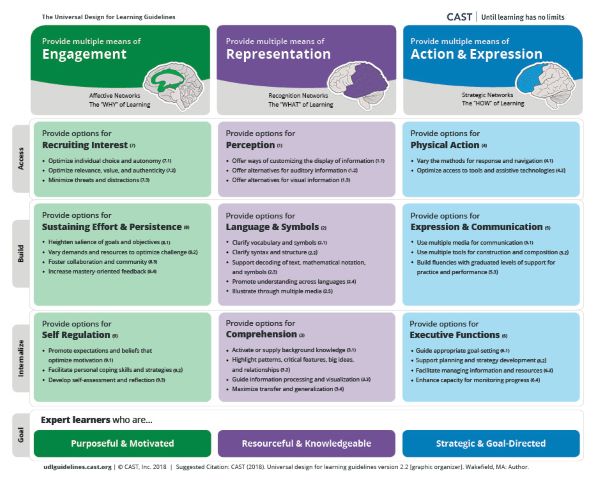 The Universal Design for Learning Guidelines
CAST | Until learning has no limits
Provide multiple means of
Engagement
Affective Networks
The "WHY" of Learning
Provide multiple means of
Representation
Recognition Networks
The "WHAT" of Learning
Provide multiple means of
Action & Expression
Strategic Networks
The "HOW" of Learning
Access
Provide options for
Recruiting Interest (7)
• Optimize individual choice and autonomy (7.1)
• Optimize relevance, value, and authenticity (7.2)
• Minimize threats and distractions (7.3)
Provide options for
Perception (1)
• Offer ways of customizing the display of information (1.1)
• Offer alternatives for auditory information (1.2)
• Offer alternatives for visual information (1.3)
Provide options for
Physical Action (4)
• Vary the methods for response and navigation (4.1)
• Optimize access to tools and assistive technologies (4.2)
Build
Provide options for
Sustaining Effort & Persistence (8)
• Heighten salience of goals and objectives (8.1)
• Vary demands and resources to optimize challenge (8.2)
• Foster collaboration and community (8.3)
• Increase mastery-oriented feedback (8.4)
Provide options for
Language & Symbols (2)
• Clarify vocabulary and symbols (2.1)
• Clarify syntax and structure (2.2)
• Support decoding of text, mathematical notation,
and symbols (2.3)
• Promote understanding across languages (2.4)
• Illustrate through multiple media (2.5)
Provide options for
Expression & Communication (5)
• Use multiple media for communication (5.1)
• Use multiple tools for construction and composition (5.2)
• Build fluencies with graduated levels of support for
practice and performance (5.3)
Internalize
Provide options for
Self Regulation (9)
• Promote expectations and beliefs that
optimize motivation (9.1)
• Facilitate personal coping skills and strategies (9.2)
• Develop self-assessment and reflection (9.3)
Provide options for
Comprehension (3)
• Activate or supply background knowledge (3.1)
• Highlight patterns, critical features, big ideas,
and relationships (3.2)
• Guide information processing and visualization (3.3)
• Maximize transfer and generalization (3.4)
Provide options for
Executive Functions (6)
• Guide appropriate goal-setting (6.1)
• Support planning and strategy development (6.2)
• Facilitate managing information and resources (6.3)
• Enhance capacity for monitoring progress (6.4)
Goal
Expert learners who are...
Purposeful & Motivated
Resourceful & Knowledgeable
Strategic & Goal-Directed
udlguidelines.cast.org | © CAST, Inc. 2018 | Suggested Citation: CAST (2018). Universal design for learning guidelines version 2.2 [graphic organizer]. Wakefield, MA: Author.